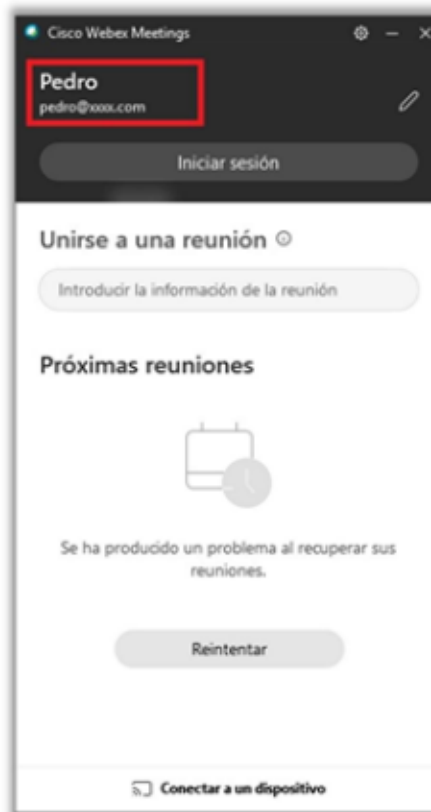 Cisco Webex Meetings
Pedro
pedro@xxxx.com
Iniciar sesión
Unirse a una reunión
Introducir la información de la reunión
Próximas reuniones
Se ha producido un problema al recuperar sus
reuniones.
Reintentar
Conectar a un dispositivo